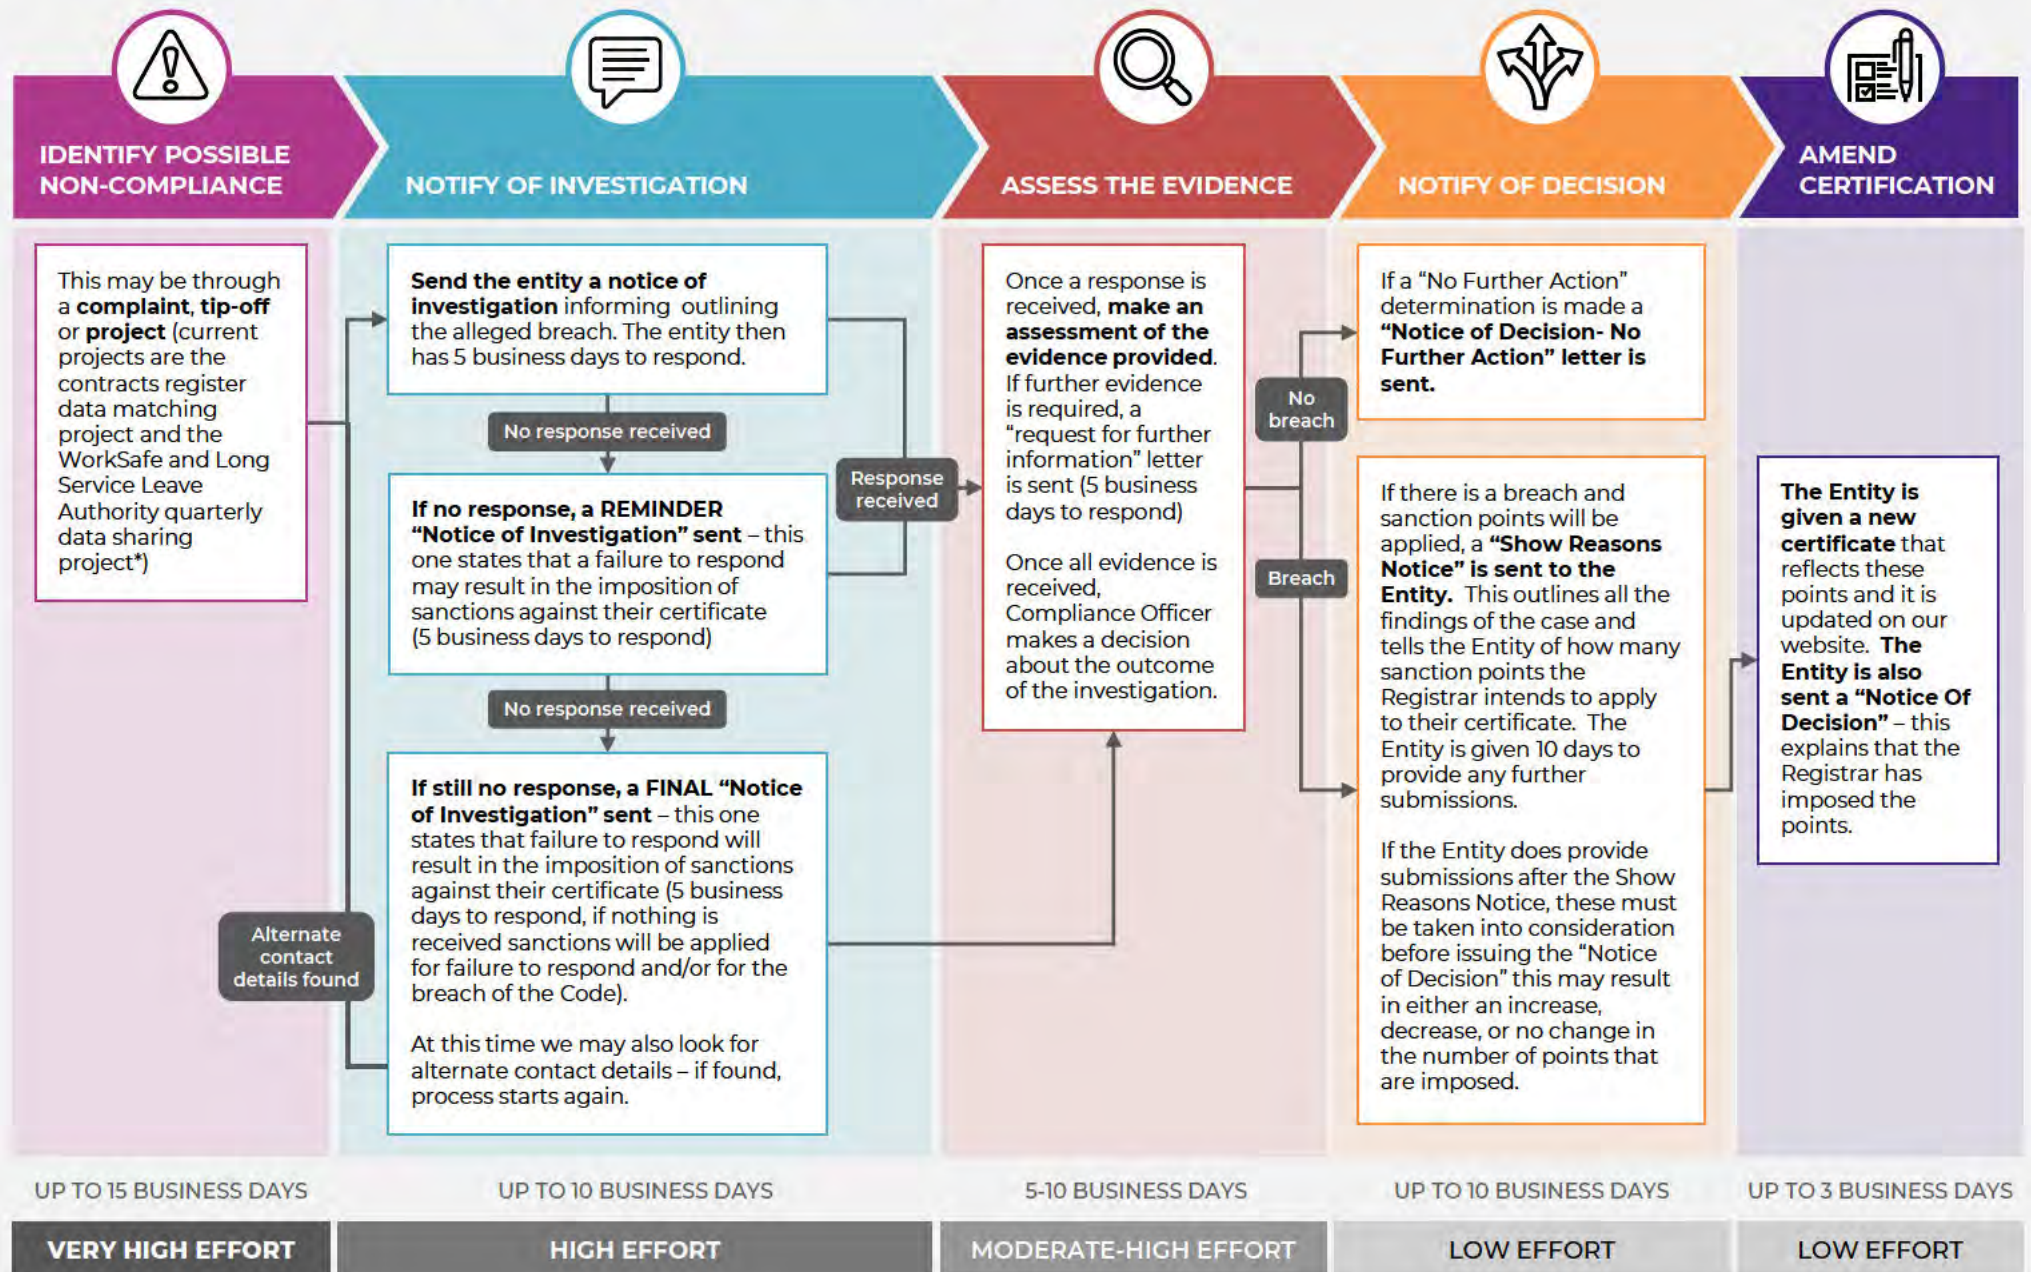 IDENTIFY POSSIBLE
NON-COMPLIANCE
NOTIFY OF INVESTIGATION
ASSESS THE EVIDENCE
NOTIFY OF DECISION
AMEND
CERTIFICATION
This may be through
a complaint, tip-off
or project (current
projects are the
contracts register
data matching
project and the
WorkSafe and Long
Service Leave
Authority quarterly
data sharing
project*)
Alternate
contact
details found
Send the entity a notice of
investigation informing outlining
the alleged breach. The entity then
has 5 business days to respond.
No response received
If no response, a REMINDER
“Notice of Investigation” sent – this
one states that a failure to respond
may result in the imposition of
sanctions against their certificate
(5 business days to respond)
No response received
If still no response, a FINAL “Notice
of Investigation” sent – this one
states that failure to respond will
result in the imposition of sanctions
against their certificate (5 business
days to respond, if nothing is
received sanctions will be applied
for failure to respond and/or for the
breach of the Code).
At this time we may also look for
alternate contact details – if found,
process starts again.
Response
received
Once a response is
received, make an
assessment of the
evidence provided.
If further evidence
is required, a
“request for further
information” letter
is sent (5 business
days to respond)
Once all evidence is
received,
Compliance Officer
makes a decision
about the outcome
of the investigation.
No
breach
Breach
If a “No Further Action”
determination is made a
“Notice of Decision- No
Further Action” letter is
sent.
If there is a breach and
sanction points will be
applied, a “Show Reasons
Notice” is sent to the
Entity. This outlines all the
findings of the case and
tells the Entity of how many
sanction points the
Registrar intends to apply
to their certificate. The
Entity is given 10 days to
provide any further
submissions.
If the Entity does provide
submissions after the Show
Reasons Notice, these must
be taken into consideration
before issuing the “Notice
of Decision” this may result
in either an increase,
decrease, or no change in
the number of points that
are imposed.
The Entity is
given a new
certificate that
reflects these
points and it is
updated on our
website. The
Entity is also
sent a “Notice Of
Decision” – this
explains that the
Registrar has
imposed the
points.
UP TO 15 BUSINESS DAYS
UP TO 10 BUSINESS DAYS
5-10 BUSINESS DAYS
UP TO 10 BUSINESS DAYS
UP TO 3 BUSINESS DAYS
VERY HIGH EFFORT
HIGH EFFORT
MODERATE-HIGH EFFORT
LOW EFFORT
LOW EFFORT